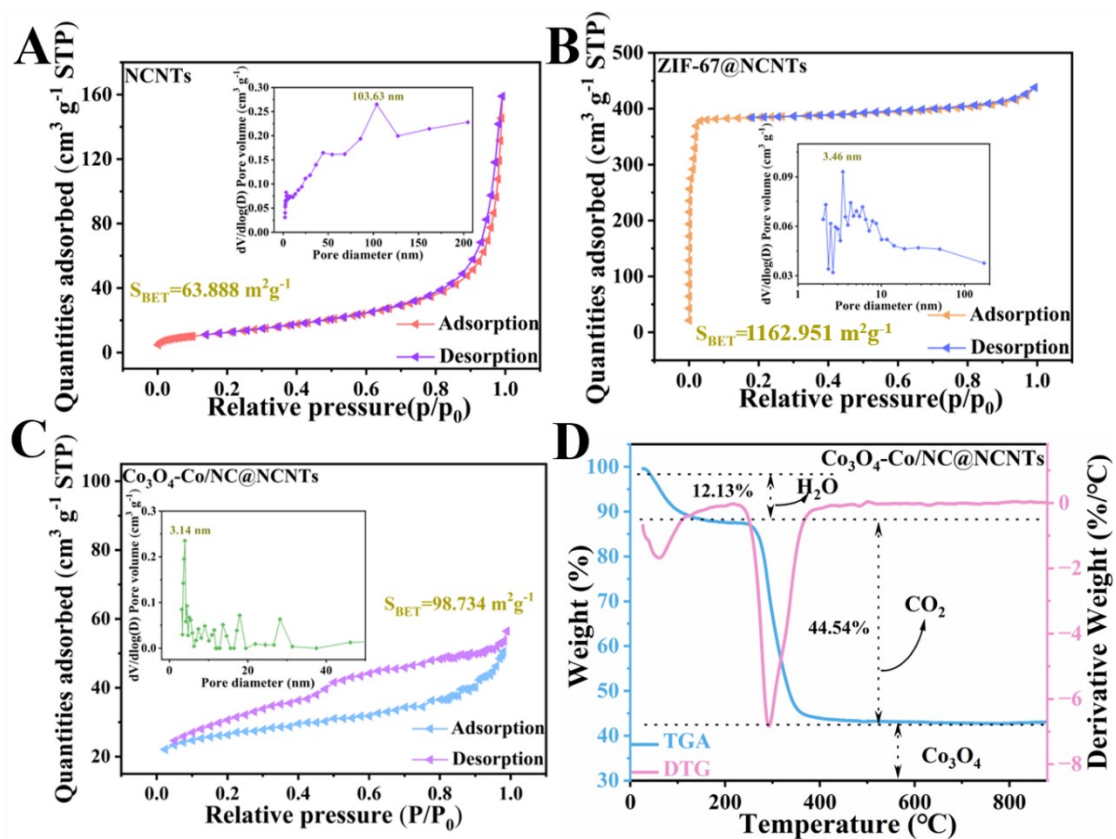 A
NCNTs
Quantities adsorbed (cm³ g⁻¹ STP)
160
120
80
40
0
0.0 0.2 0.4 0.6 0.8 1.0
Relative pressure(p/p₀)
S_BET=63.888 m²g⁻¹
Adsorption
Desorption
103.63 nm
dV/dlog(D) Pore volume (cm³ g⁻¹)
0.30
0.25
0.20
0.15
0.10
0.05
0.00
0 50 100 150 200
Pore diameter (nm)
B
ZIF-67@NCNTs
Quantities adsorbed (cm³ g⁻¹ STP)
500
400
300
200
100
0
0.0 0.2 0.4 0.6 0.8 1.0
Relative pressure(p/p₀)
S_BET=1162.951 m²g⁻¹
Adsorption
Desorption
3.46 nm
dV/dlog(D) Pore volume (cm³ g⁻¹)
0.09
0.06
0.03
1 10 100
Pore diameter (nm)
C
Co₃O₄-Co/NC@NCNTs
Quantities adsorbed (cm³ g⁻¹ STP)
100
80
60
40
20
0.0 0.2 0.4 0.6 0.8 1.0
Relative pressure (P/P₀)
S_BET=98.734 m²g⁻¹
Adsorption
Desorption
3.14 nm
dV/dlog(D) Pore volume (cm³ g⁻¹)
0.3
0.2
0.1
0.0
0 20 40
Pore diameter (nm)
D
Co₃O₄-Co/NC@NCNTs
Weight (%)
100
90
80
70
60
50
40
30
0 200 400 600 800
Temperature (℃)
Derivative Weight (%/℃)
0
−2
−4
−6
−8
12.13%
H₂O
44.54%
CO₂
Co₃O₄
TGA
DTG